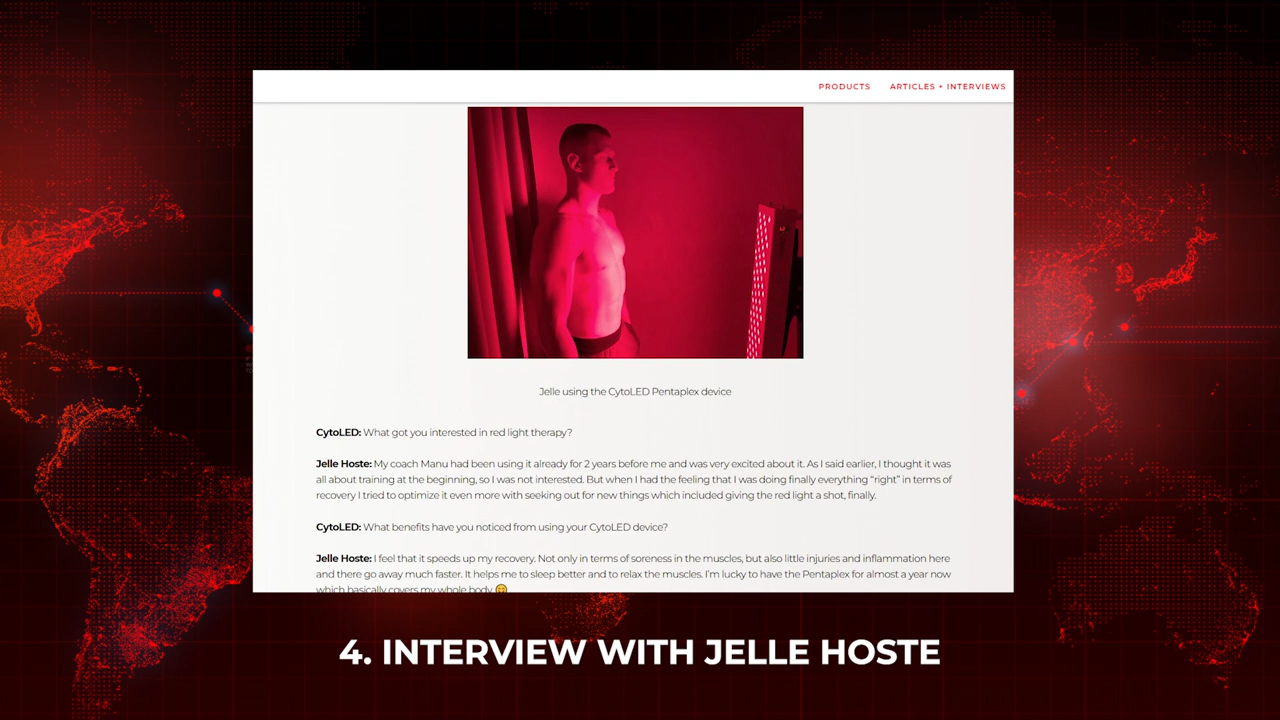 PRODUCTS ARTICLES + INTERVIEWS
Jelle using the CytoLED Pentaplex device
CytoLED: What got you interested in red light therapy?
Jelle Hoste: My coach Manu had been using it already for 2 years before me and was very excited about it. As I said earlier, I thought it was
all about training at the beginning, so I was not interested. But when I had the feeling that I was doing finally everything “right” in terms of
recovery I tried to optimize it even more with seeking out for new things which included giving the red light a shot, finally.
CytoLED: What benefits have you noticed from using your CytoLED device?
Jelle Hoste: I feel that it speeds up my recovery. Not only in terms of soreness in the muscles, but also little injuries and inflammation here
and there go away much faster. It helps me to sleep better and to relax the muscles. I’m lucky to have the Pentaplex for almost a year now
which basically covers my whole body 😊
4. INTERVIEW WITH JELLE HOSTE